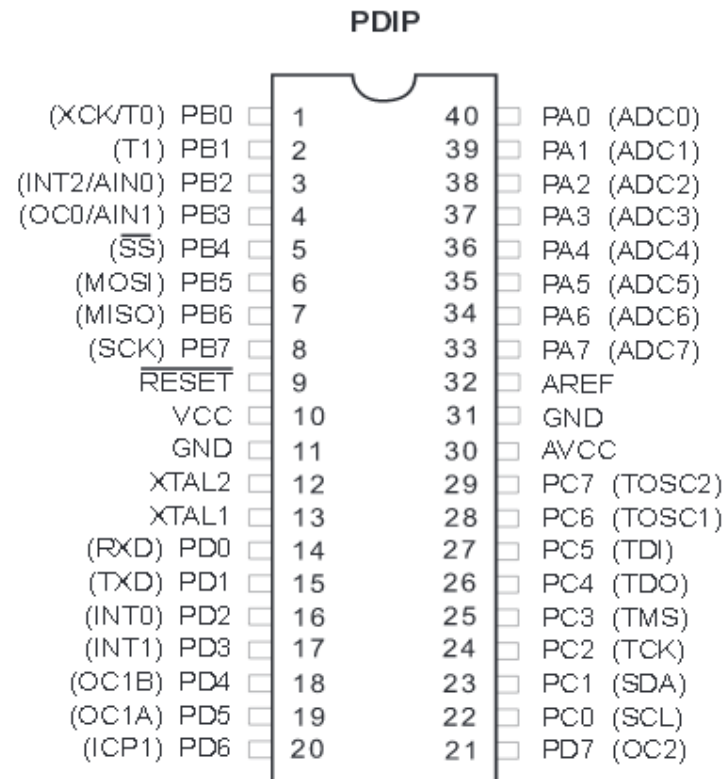 PDIP
(XCK/T0) PB0 1 40 PA0 (ADC0)
(T1) PB1 2 39 PA1 (ADC1)
(INT2/AIN0) PB2 3 38 PA2 (ADC2)
(OC0/AIN1) PB3 4 37 PA3 (ADC3)
(S̅S̅) PB4 5 36 PA4 (ADC4)
(MOSI) PB5 6 35 PA5 (ADC5)
(MISO) PB6 7 34 PA6 (ADC6)
(SCK) PB7 8 33 PA7 (ADC7)
R̅E̅S̅E̅T̅ 9 32 AREF
VCC 10 31 GND
GND 11 30 AVCC
XTAL2 12 29 PC7 (TOSC2)
XTAL1 13 28 PC6 (TOSC1)
(RXD) PD0 14 27 PC5 (TDI)
(TXD) PD1 15 26 PC4 (TDO)
(INT0) PD2 16 25 PC3 (TMS)
(INT1) PD3 17 24 PC2 (TCK)
(OC1B) PD4 18 23 PC1 (SDA)
(OC1A) PD5 19 22 PC0 (SCL)
(ICP1) PD6 20 21 PD7 (OC2)